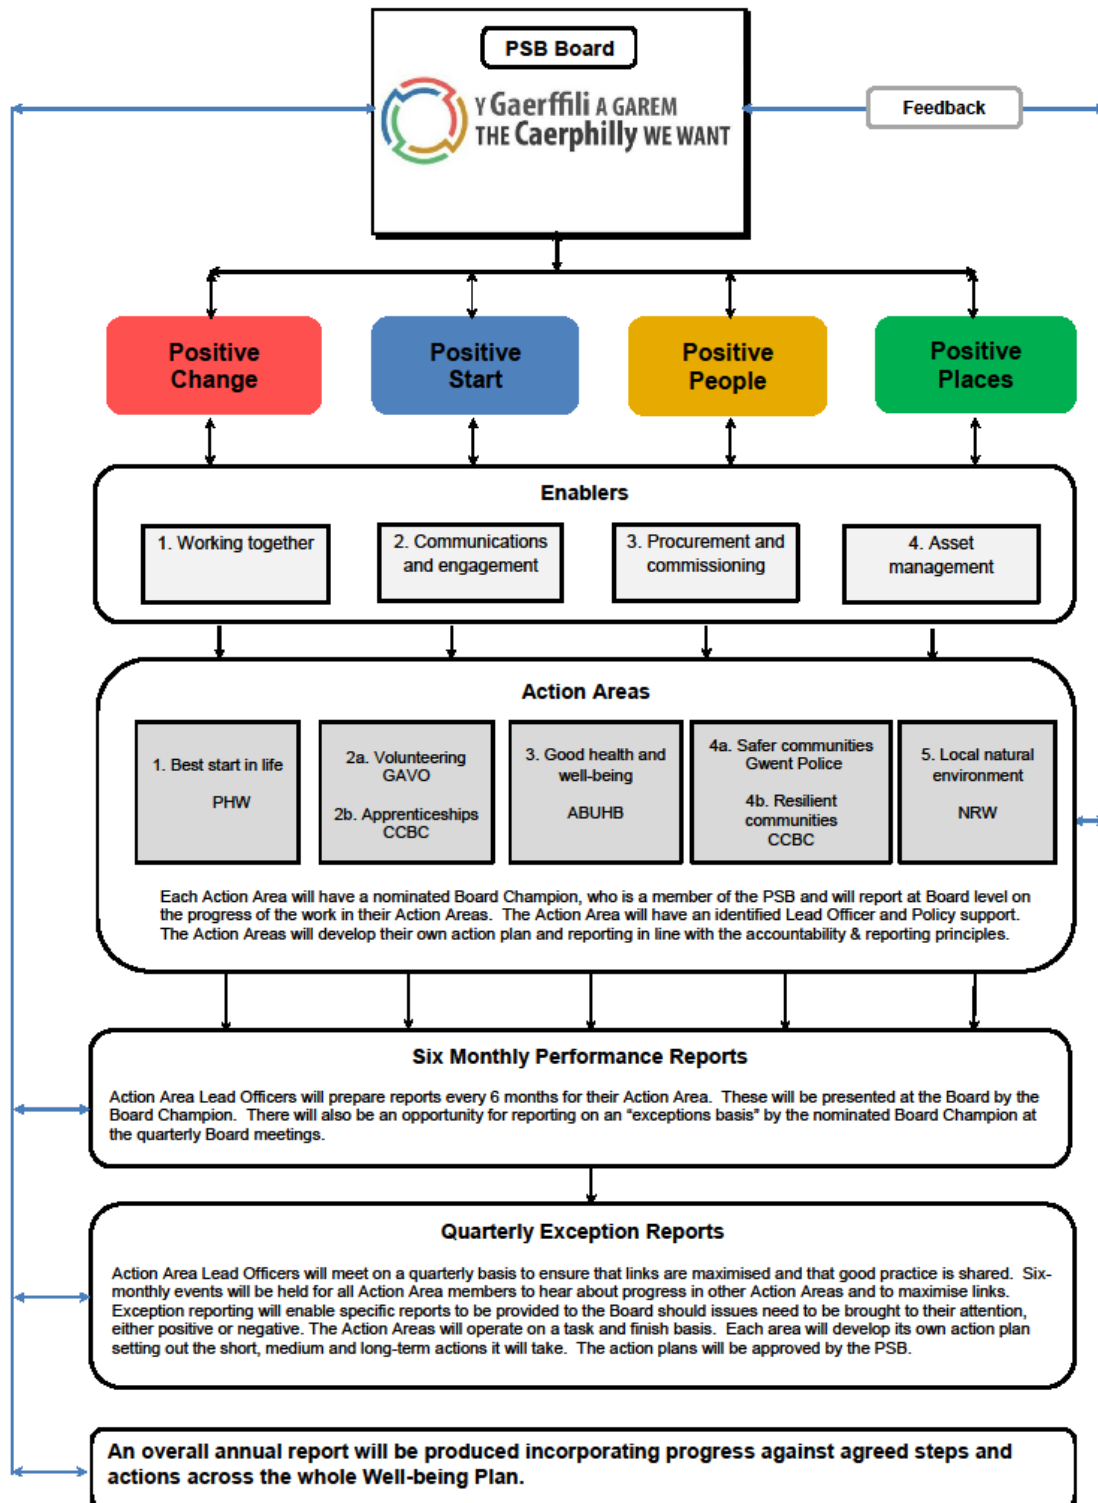 PSB Board
Y Gaerffili A GAREM
THE Caerphilly WE WANT
Feedback
Positive
Change
Positive
Start
Positive
People
Positive
Places
Enablers
1. Working together
2. Communications
and engagement
3. Procurement and
commissioning
4. Asset
management
Action Areas
1. Best start in life
PHW
2a. Volunteering
GAVO
2b. Apprenticeships
CCBC
3. Good health and
well-being
ABUHB
4a. Safer communities
Gwent Police
4b. Resilient
communities
CCBC
5. Local natural
environment
NRW
Each Action Area will have a nominated Board Champion, who is a member of the PSB and will report at Board level on
the progress of the work in their Action Areas.  The Action Area will have an identified Lead Officer and Policy support.
The Action Areas will develop their own action plan and reporting in line with the accountability & reporting principles.
Six Monthly Performance Reports
Action Area Lead Officers will prepare reports every 6 months for their Action Area.  These will be presented at the Board by the
Board Champion.  There will also be an opportunity for reporting on an “exceptions basis” by the nominated Board Champion at
the quarterly Board meetings.
Quarterly Exception Reports
Action Area Lead Officers will meet on a quarterly basis to ensure that links are maximised and that good practice is shared.  Six-
monthly events will be held for all Action Area members to hear about progress in other Action Areas and to maximise links.
Exception reporting will enable specific reports to be provided to the Board should issues need to be brought to their attention,
either positive or negative. The Action Areas will operate on a task and finish basis.  Each area will develop its own action plan
setting out the short, medium and long-term actions it will take.  The action plans will be approved by the PSB.
An overall annual report will be produced incorporating progress against agreed steps and
actions across the whole Well-being Plan.